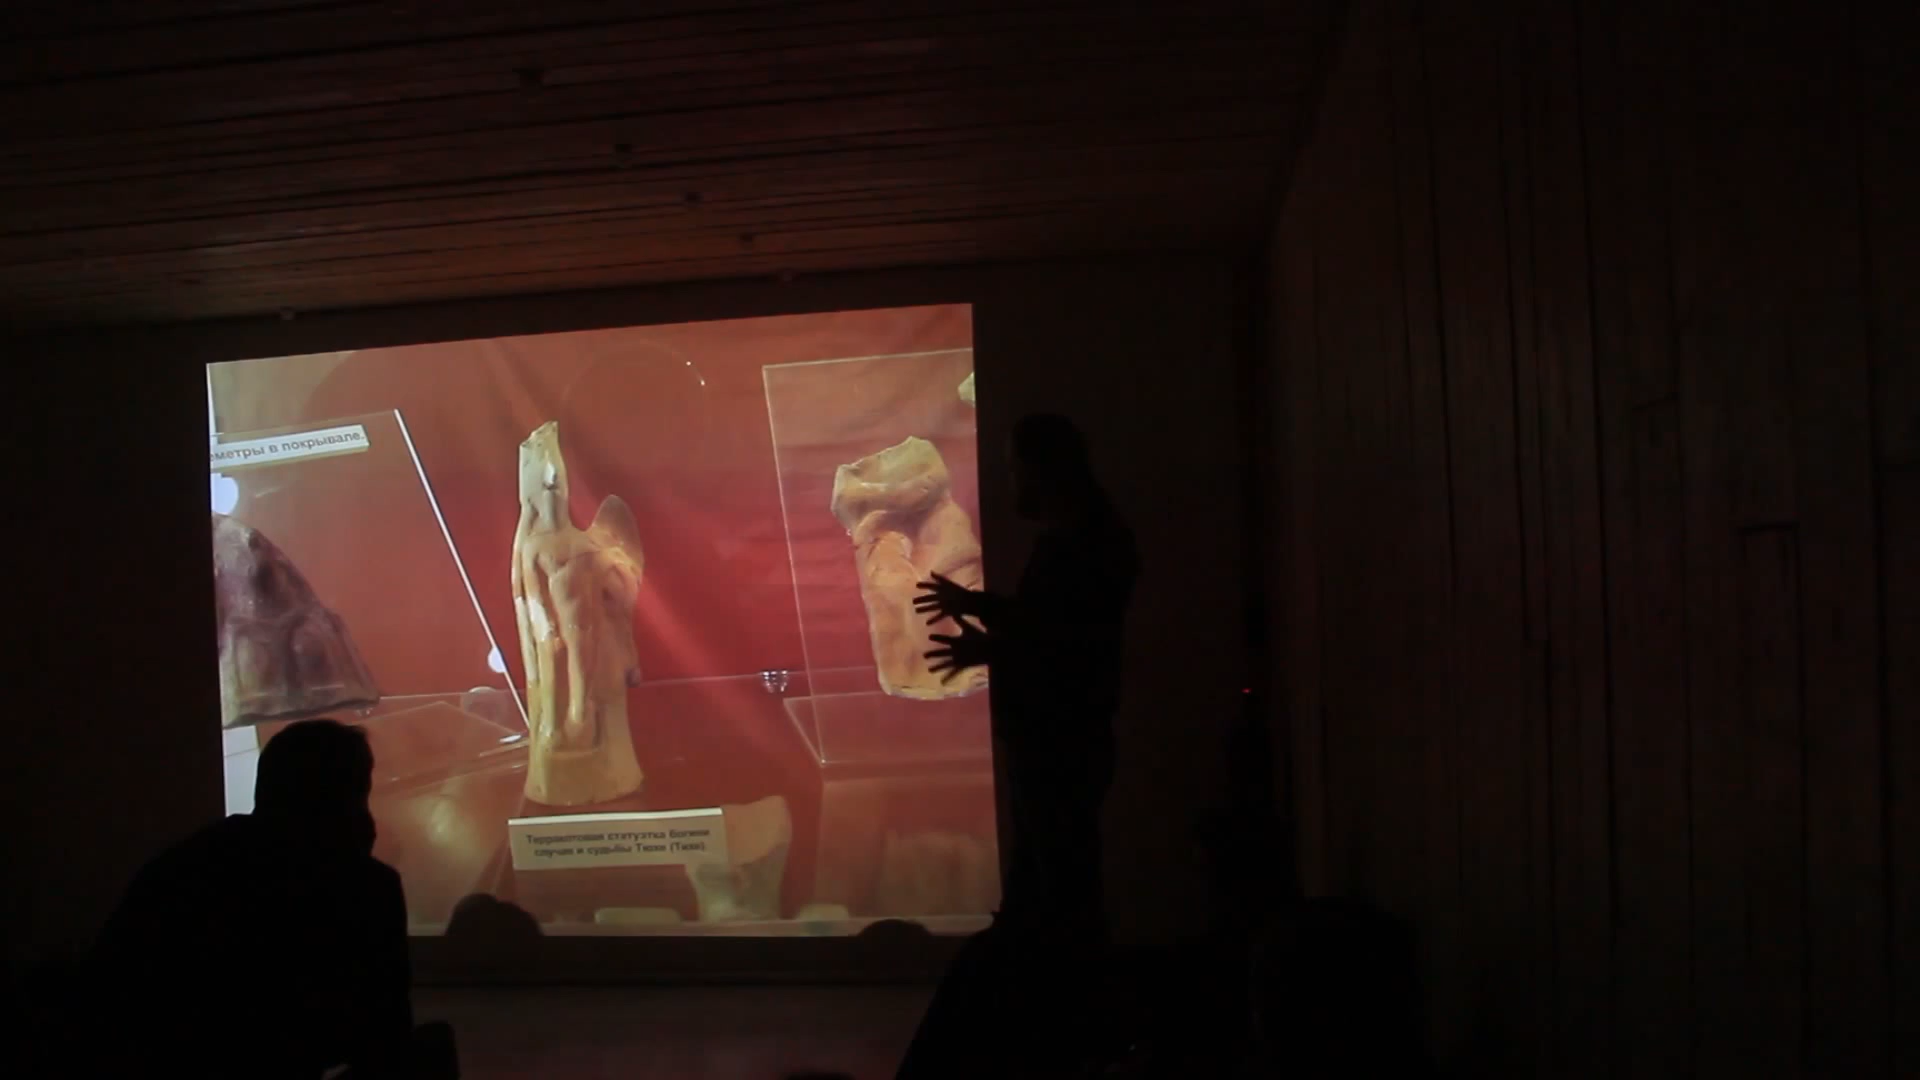 еметры в покрывале.
Терракотовая статуэтка богини
случая и судьбы Тюхе (Тихе).